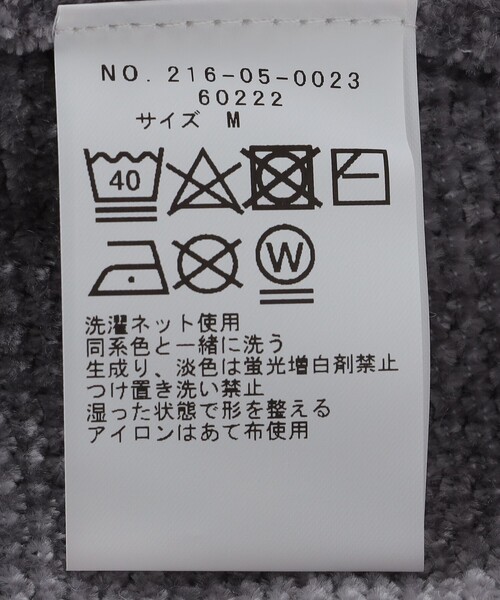 NO. 216-05-0023
60222
サイズ M
40
W
洗濯ネット使用
同系色と一緒に洗う
生成り、淡色は蛍光増白剤禁止
つけ置き洗い禁止
湿った状態で形を整える
アイロンはあて布使用